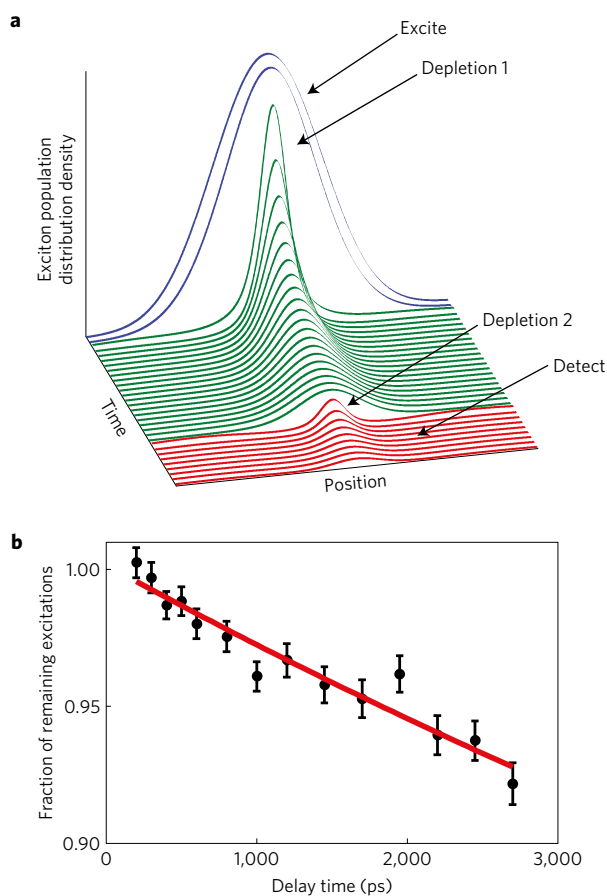 a
Excite
Depletion 1
Exciton population
distribution density
Depletion 2
Detect
Time
Position
b
1.00
0.95
0.90
Fraction of remaining excitations
0
1,000
2,000
3,000
Delay time (ps)